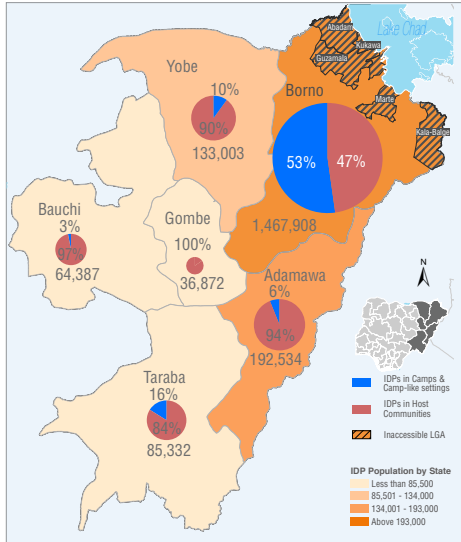 Lake Chad
Abadam
Kukawa
Guzamala
Marte
Kala-Balge
Yobe
10%
90%
133,003
Borno
53%
47%
1,467,908
Bauchi
3%
97%
64,387
Gombe
100%
36,872
Adamawa
6%
94%
192,534
Taraba
16%
84%
85,332
N
IDPs in Camps &
Camp-like settings
IDPs in Host
Communities
Inaccessible LGA
IDP Population by State
Less than 85,500
85,501 - 134,000
134,001 - 193,000
Above 193,000